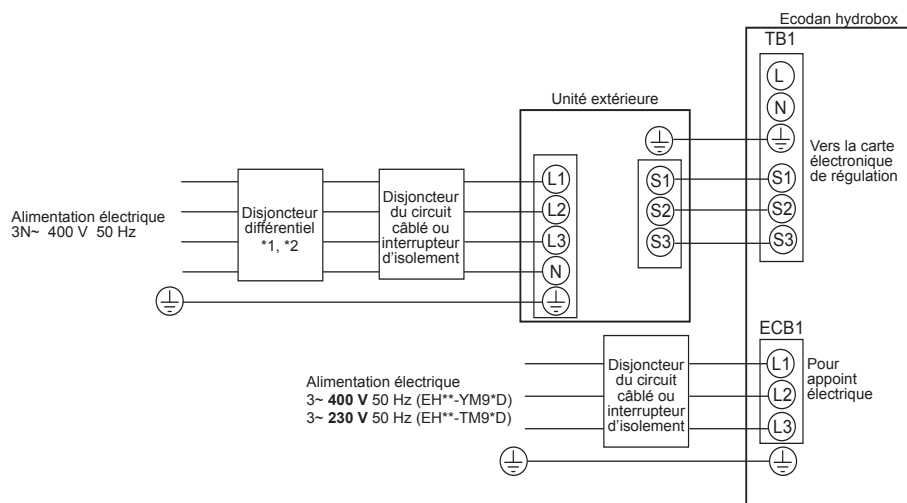 Ecodan hydrobox
TB1
L
N
Unité extérieure
Vers la carte
électronique
de régulation
L1
L2
L3
N
S1
S2
S3
S1
S2
S3
Alimentation électrique
3N~ 400 V 50 Hz
Disjoncteur
différentiel
*1, *2
Disjoncteur
du circuit
câblé ou
interrupteur
d'isolement
ECB1
L1
L2
L3
Pour
appoint
électrique
Disjoncteur
du circuit
câblé ou
interrupteur
d'isolement
Alimentation électrique
3~ 400 V 50 Hz (EH**-YM9*D)
3~ 230 V 50 Hz (EH**-TM9*D)